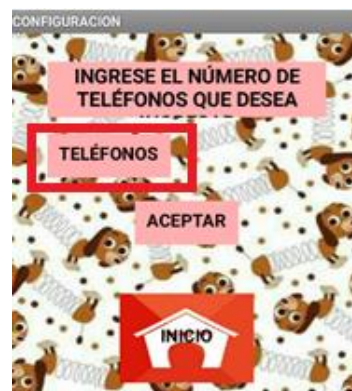 CONFIGURACION
INGRESE EL NÚMERO DE
TELÉFONOS QUE DESEA
TELÉFONOS
ACEPTAR
INICIO